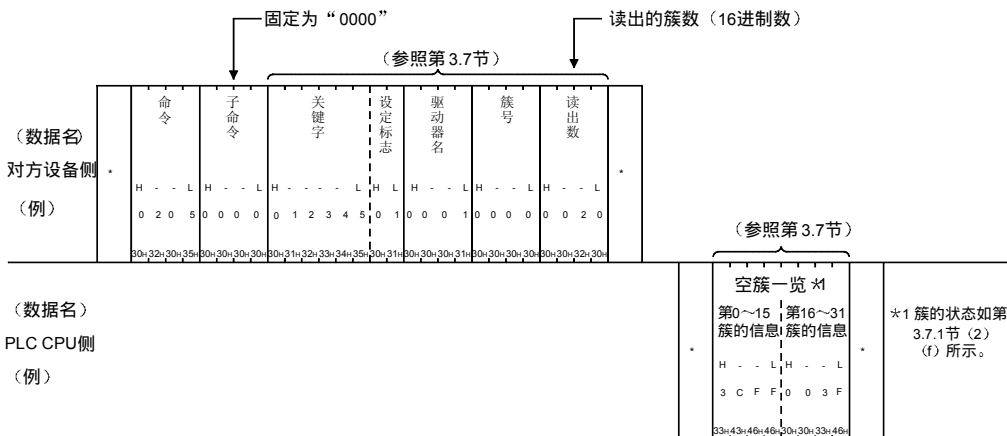 固定为“0000”
读出的簇数（16进制数）
（参照第3.7节）
（数据名）
对方设备侧
（例）
*
命令
子命令
关键字
设定标志
驱动器名
簇号
读出数
*
H - - L H - - L H - - - - L H L H - - L H - - L H - - L
0 2 0 5 0 0 0 0 0 1 2 3 4 5 0 1 0 0 0 1 0 0 0 0 0 0 2 0
30H 32H 30H 35H 30H 30H 30H 30H 30H 31H 32H 33H 34H 35H 30H 31H 30H 30H 30H 31H 30H 30H 30H 30H 30H 30H 32H 30H
（参照第3.7节）
（数据名）
PLC CPU侧
（例）
*
空簇一览 *1
第0～15 第16～31
簇的信息 簇的信息
H - - L H - - L
3 C F F 0 0 3 F
33H 43H 46H 46H 30H 30H 33H 46H
*
*1 簇的状态如第
3.7.1节（2）
（f）所示。